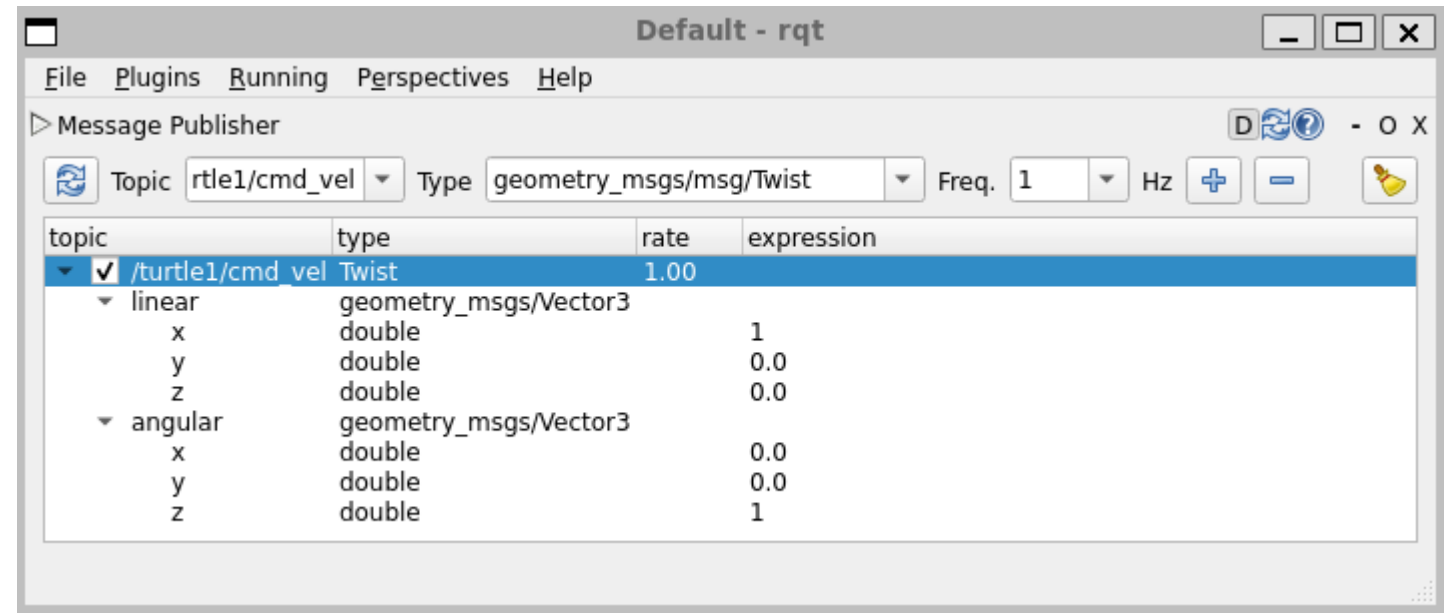 Default - rqt
File Plugins Running Perspectives Help
Message Publisher D - O X
Topic rtle1/cmd_vel Type geometry_msgs/msg/Twist Freq. 1 Hz
topic type rate expression
/turtle1/cmd_vel Twist 1.00
linear geometry_msgs/Vector3
x double 1
y double 0.0
z double 0.0
angular geometry_msgs/Vector3
x double 0.0
y double 0.0
z double 1